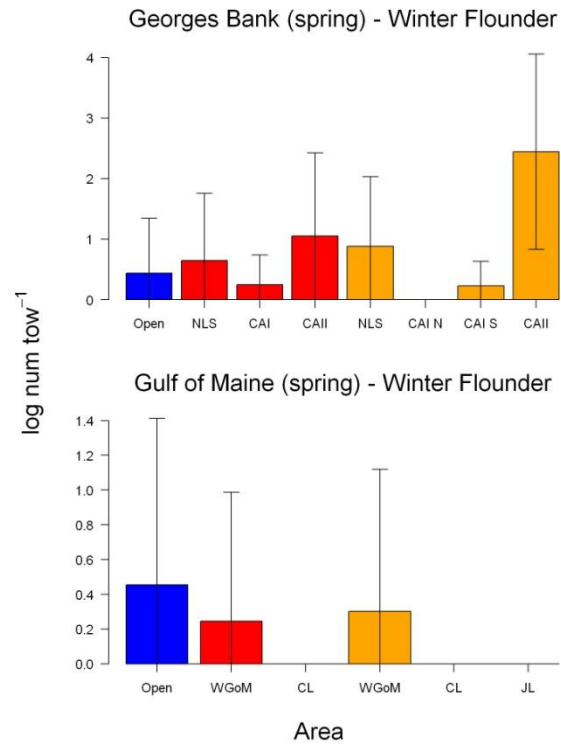 Georges Bank (spring) - Winter Flounder
4
3
2
1
0
Open NLS CAI CAII NLS CAI N CAI S CAII
log num tow⁻¹
Gulf of Maine (spring) - Winter Flounder
1.4
1.2
1.0
0.8
0.6
0.4
0.2
0.0
Open WGoM CL WGoM CL JL
Area